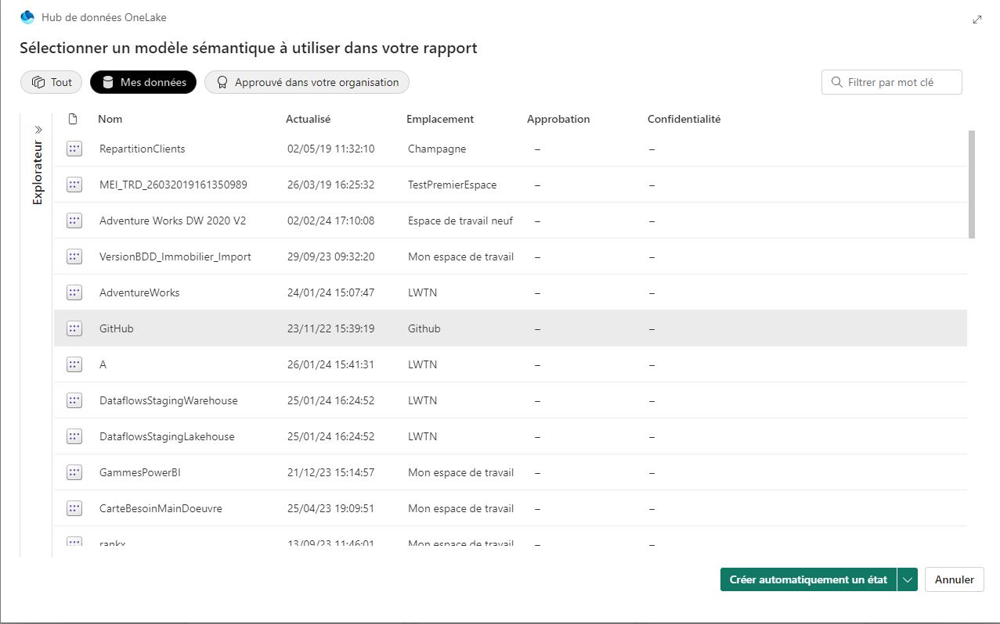 Hub de données OneLake
Sélectionner un modèle sémantique à utiliser dans votre rapport
Tout Mes données Approuvé dans votre organisation Filtrer par mot clé
Explorateur
Nom Actualisé Emplacement Approbation Confidentialité
RepartitionClients 02/05/19 11:32:10 Champagne – –
MEI_TRD_26032019161350989 26/03/19 16:25:32 TestPremierEspace – –
Adventure Works DW 2020 V2 02/02/24 17:10:08 Espace de travail neuf – –
VersionBDD_Immobilier_Import 29/09/23 09:32:20 Mon espace de travail – –
AdventureWorks 24/01/24 15:07:47 LWTN – –
GitHub 23/11/22 15:39:19 Github – –
A 26/01/24 15:41:31 LWTN – –
DataflowsStagingWarehouse 25/01/24 16:24:52 LWTN – –
DataflowsStagingLakehouse 25/01/24 16:24:52 LWTN – –
GammesPowerBI 21/12/23 15:14:57 Mon espace de travail – –
CarteBesoinMainDoeuvre 25/04/23 19:09:51 Mon espace de travail – –
rankx 13/09/23 11:46:01 Mon espace de travail – –
Créer automatiquement un état Annuler